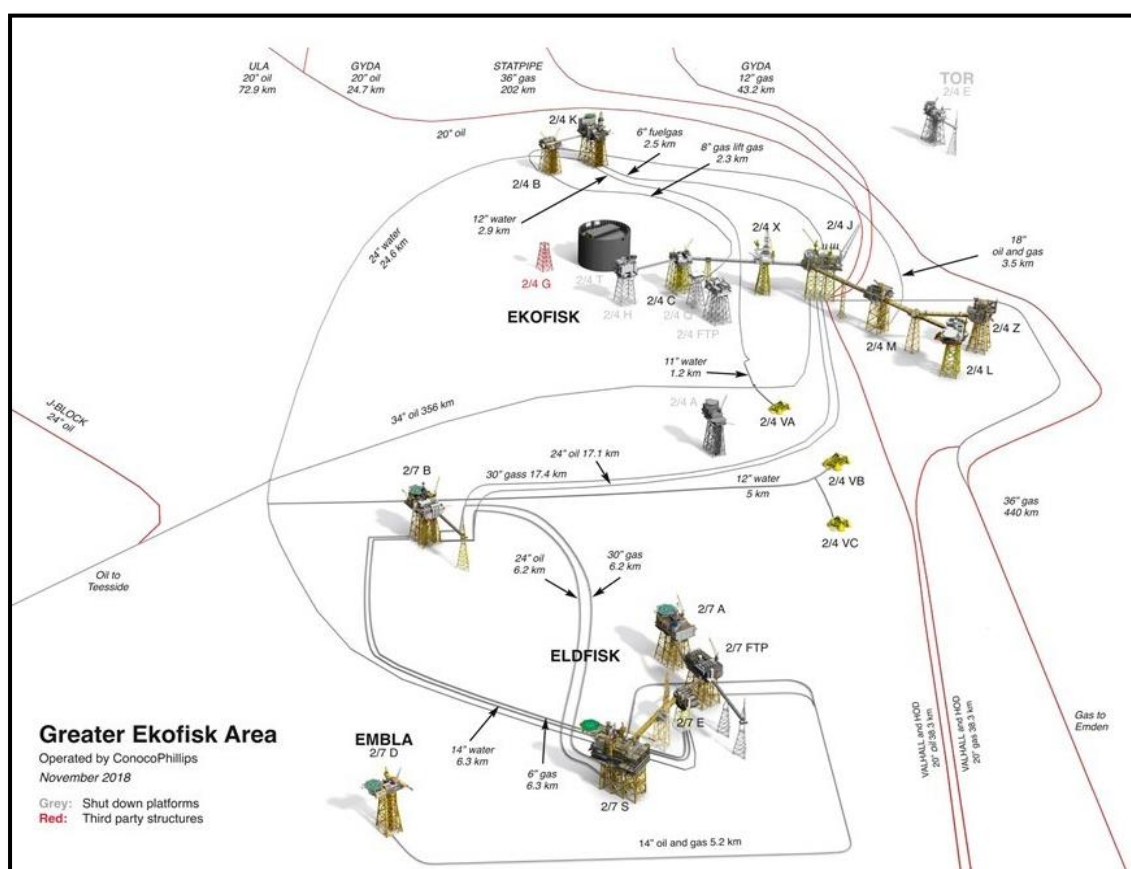 ULA
20" oil
72.9 km
GYDA
20" oil
24.7 km
STATPIPE
36" gas
202 km
GYDA
12" gas
43.2 km
TOR
2/4 E
20" oil
2/4 K
6" fuelgas
2.5 km
8" gas lift gas
2.3 km
2/4 B
12" water
2.9 km
24" water
24.6 km
2/4 X
2/4 J
18"
oil and gas
3.5 km
2/4 G
2/4 T
2/4 H
2/4 C
2/4 Q
2/4 FTP
EKOFISK
2/4 M
2/4 Z
2/4 L
11" water
1.2 km
2/4 A
2/4 VA
34" oil 356 km
J-BLOCK
24" oil
24" oil 17.1 km
30" gass 17.4 km
2/7 B
12" water
5 km
2/4 VB
2/4 VC
36" gas
440 km
Oil to
Teesside
24" oil
6.2 km
30" gas
6.2 km
2/7 A
2/7 FTP
ELDFISK
2/7 E
14" water
6.3 km
6" gas
6.3 km
2/7 S
EMBLA
2/7 D
14" oil and gas 5.2 km
VALHALL and HOD
20" oil 38.3 km
VALHALL and HOD
20" gas 38.3 km
Gas to
Emden
Greater Ekofisk Area
Operated by ConocoPhillips
November 2018
Grey: Shut down platforms
Red: Third party structures